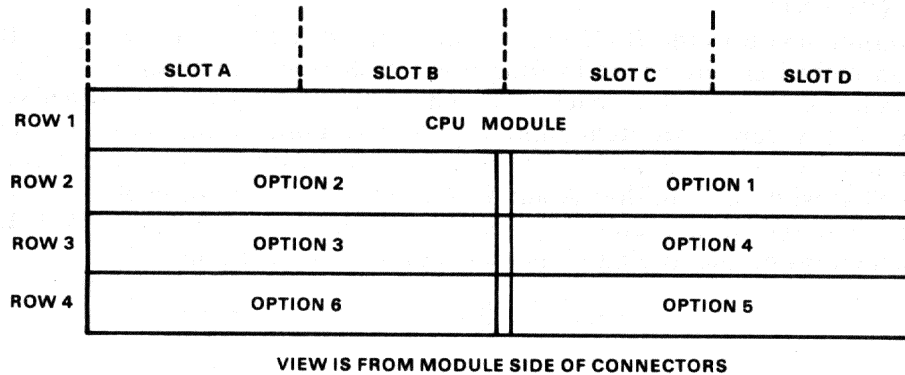 SLOT A SLOT B SLOT C SLOT D
ROW 1 CPU MODULE
ROW 2 OPTION 2 OPTION 1
ROW 3 OPTION 3 OPTION 4
ROW 4 OPTION 6 OPTION 5
VIEW IS FROM MODULE SIDE OF CONNECTORS